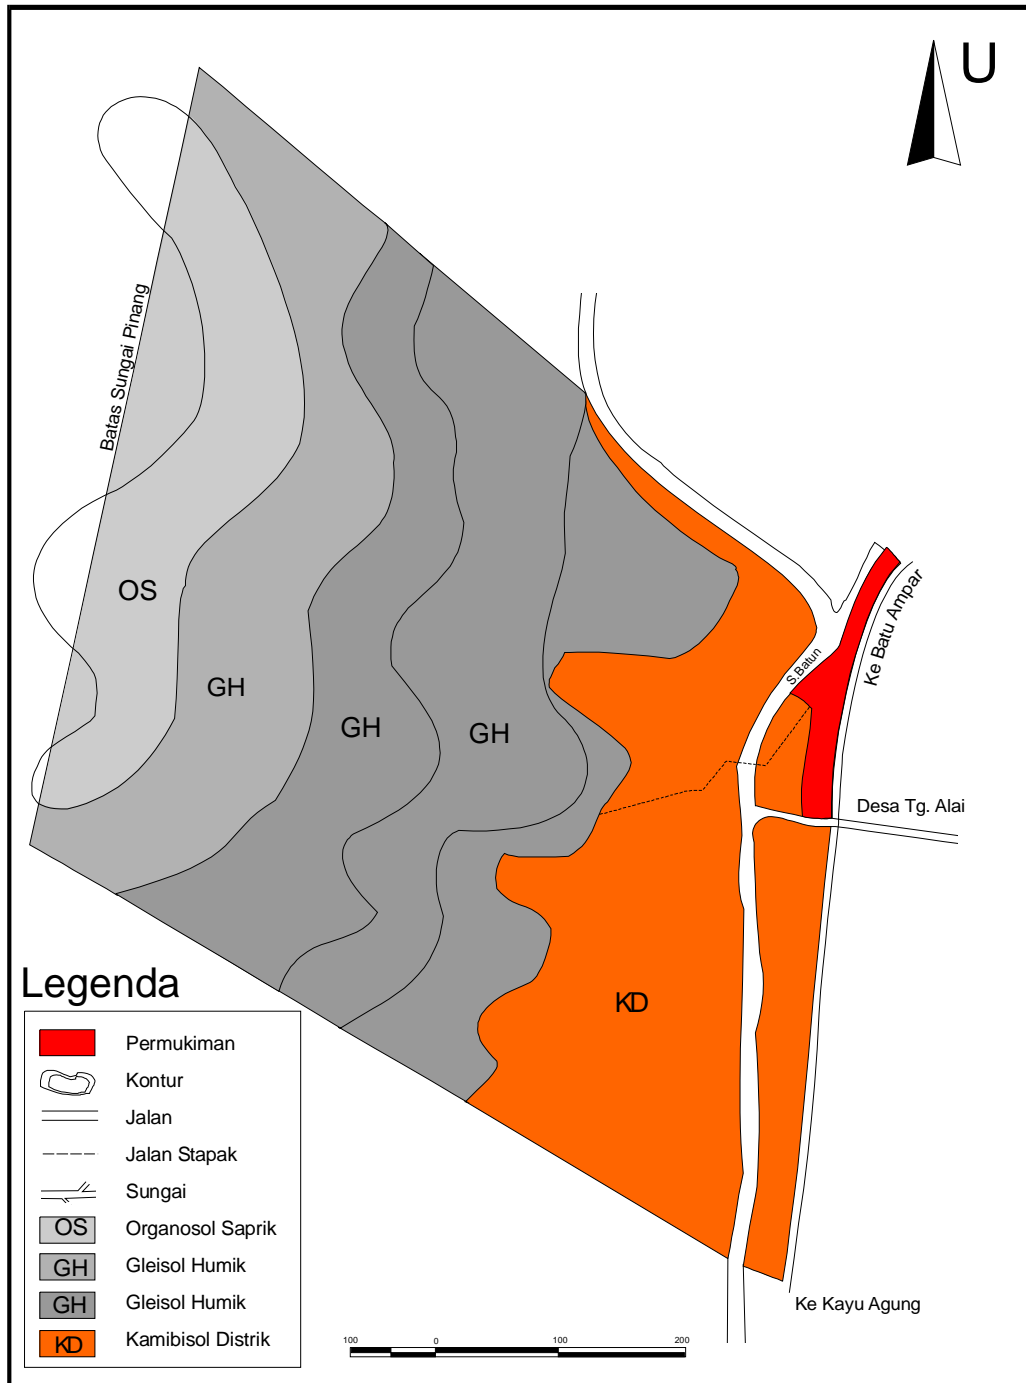 U
Batas Sungai Pinang
OS
GH
GH
GH
S.Batun
Ke Batu Ampar
Desa Tg. Alai
KD
Ke Kayu Agung
Legenda
Permukiman
Kontur
Jalan
Jalan Stapak
Sungai
OS Organosol Saprik
GH Gleisol Humik
GH Gleisol Humik
KD Kamibisol Distrik
100 0 100 200